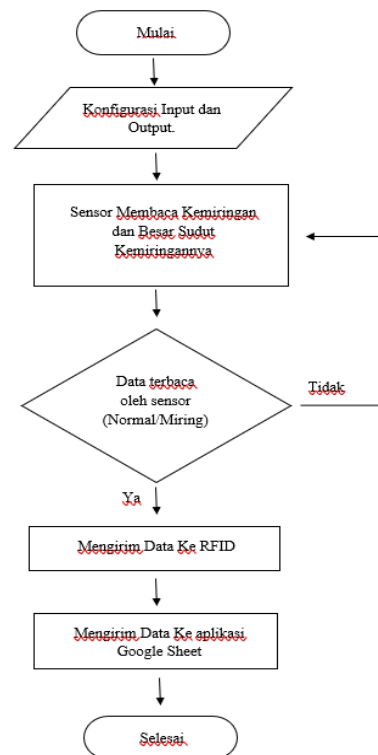 Mulai
Konfigurasi Input dan
Output.
Sensor Membaca Kemiringan
dan Besar Sudut
Kemiringannya
Data terbaca
oleh sensor
(Normal/Miring)
Tidak
Ya
Mengirim Data Ke RFID
Mengirim Data Ke aplikasi
Google Sheet
Selesai